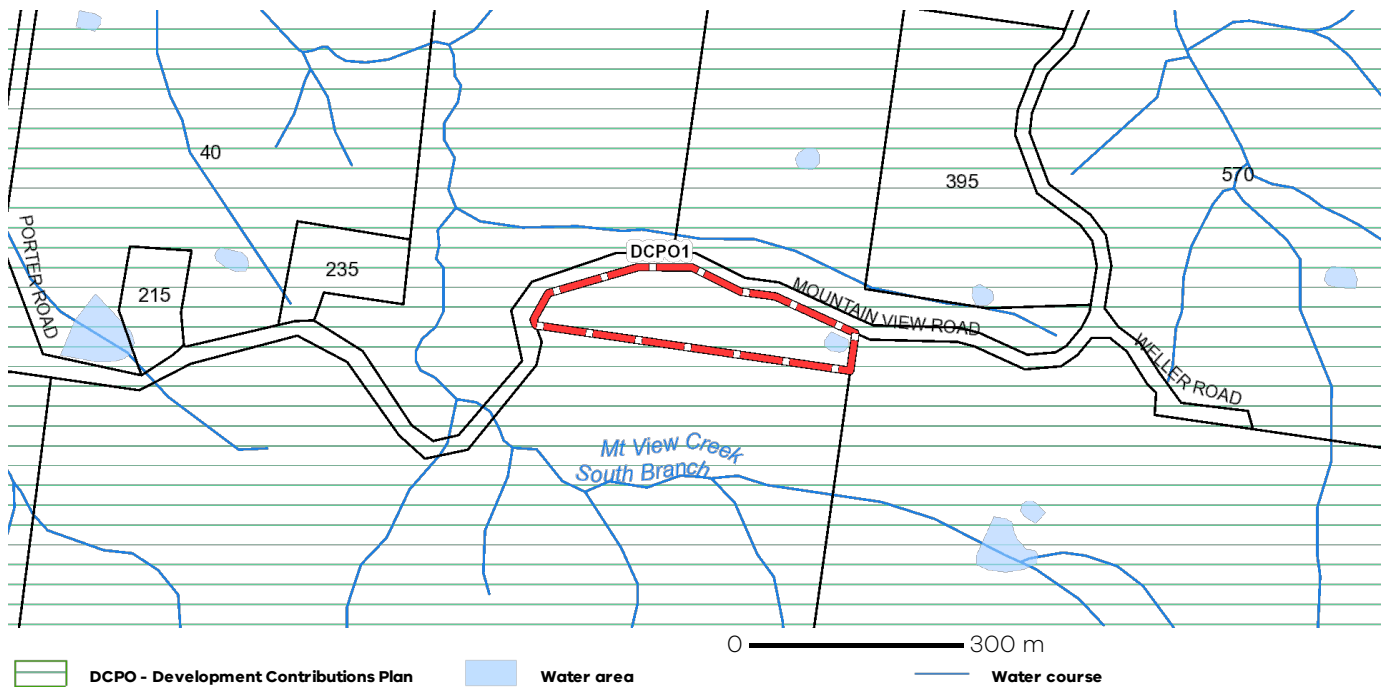 40
570
395
PORTER ROAD
DCPO1
235
215
MOUNTAIN VIEW ROAD
WELLER ROAD
Mt View Creek
South Branch
0 300 m
DCPO - Development Contributions Plan Water area Water course